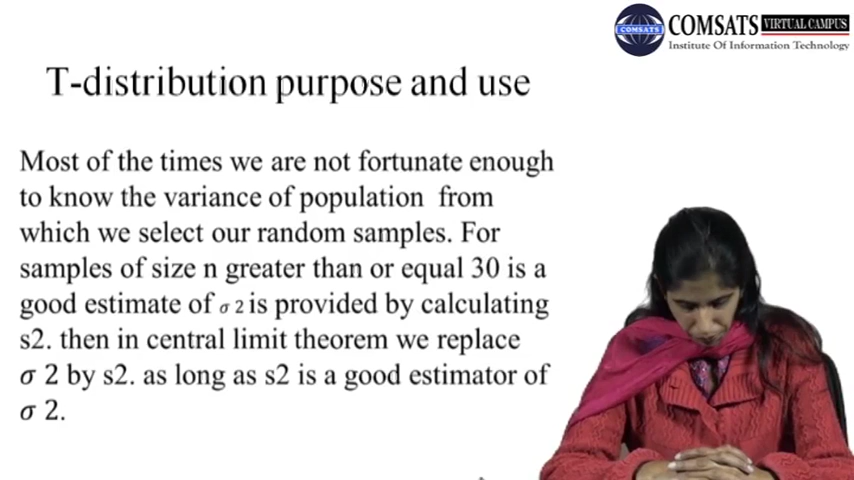 COMSATS VIRTUAL CAMPUS
COMSATS
Institute Of Information Technology
T-distribution purpose and use
Most of the times we are not fortunate enough
to know the variance of population from
which we select our random samples. For
samples of size n greater than or equal 30 is a
good estimate of σ 2 is provided by calculating
s2. then in central limit theorem we replace
σ 2 by s2. as long as s2 is a good estimator of
σ 2.